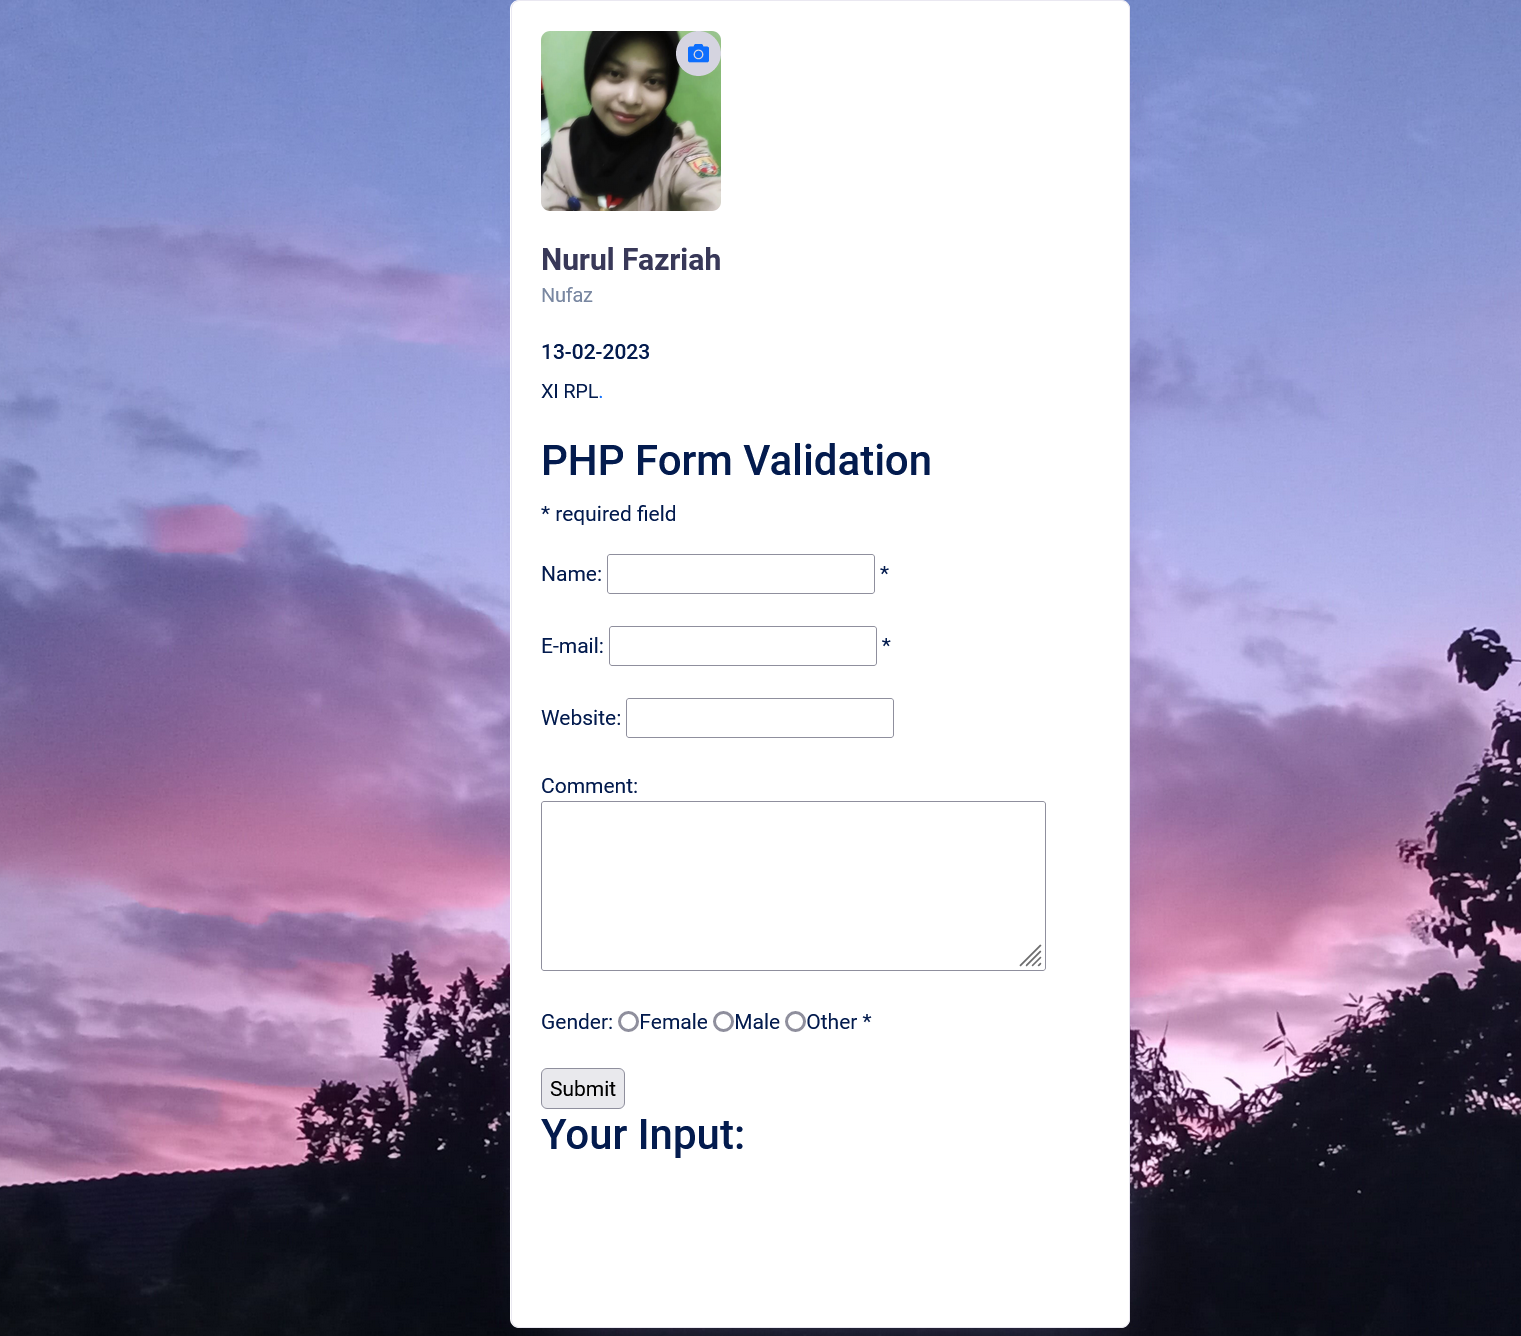 Nurul Fazriah
Nufaz
13-02-2023
XI RPL.
PHP Form Validation
* required field
Name: *
E-mail: *
Website:
Comment:
Gender: Female Male Other *
Submit
Your Input: